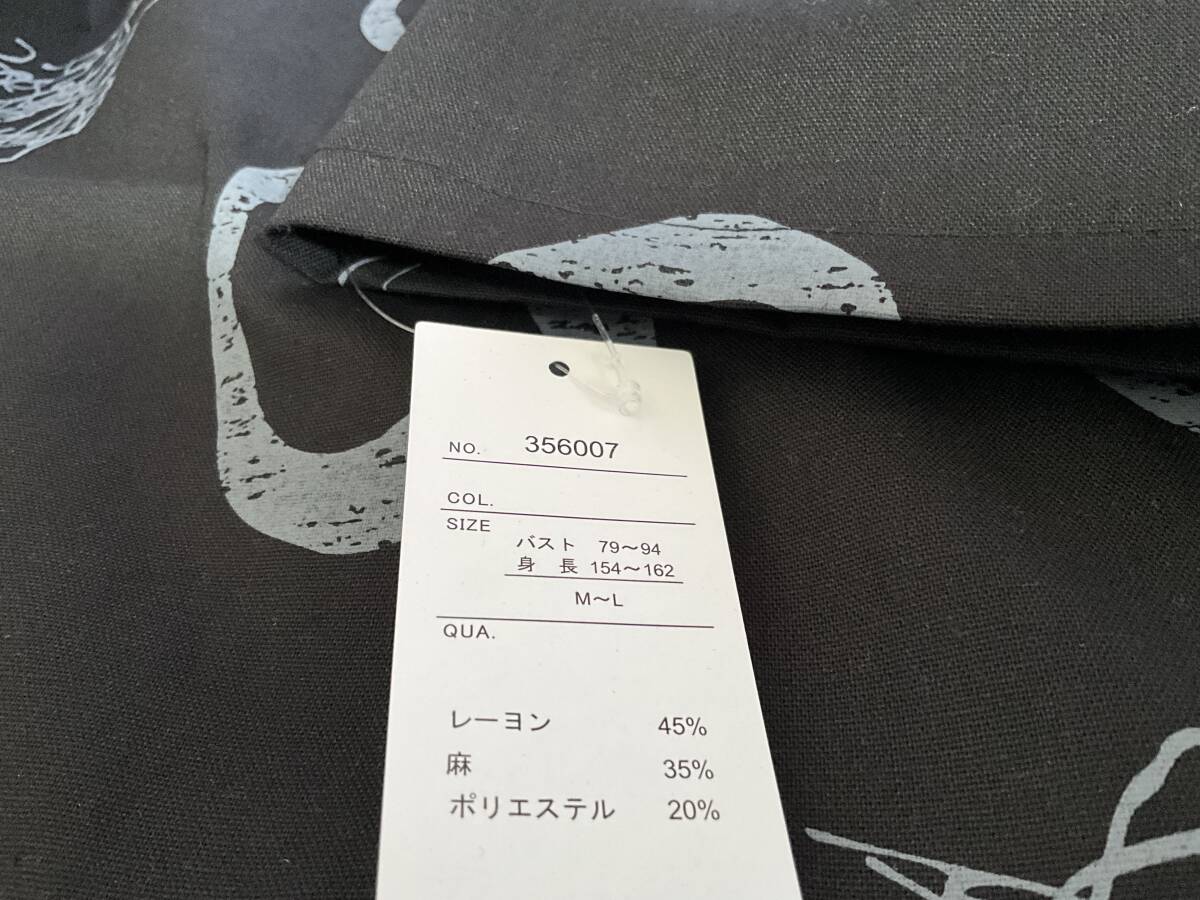 NO. 356007
COL.
SIZE
バスト 79〜94
身 長 154〜162
M〜L
QUA.
レーヨン 45%
麻 35%
ポリエステル 20%